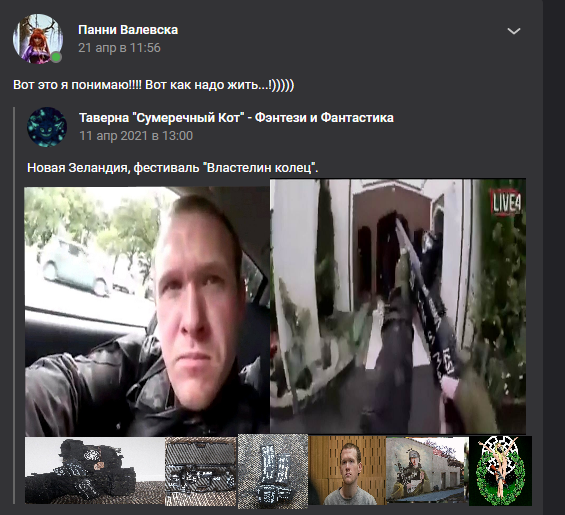 Панни Валевска
21 апр в 11:56
Вот это я понимаю!!!! Вот как надо жить...!)))))
Таверна "Сумеречный Кот" - Фэнтези и Фантастика
11 апр 2021 в 13:00
Новая Зеландия, фестиваль "Властелин колец".
LIVE4